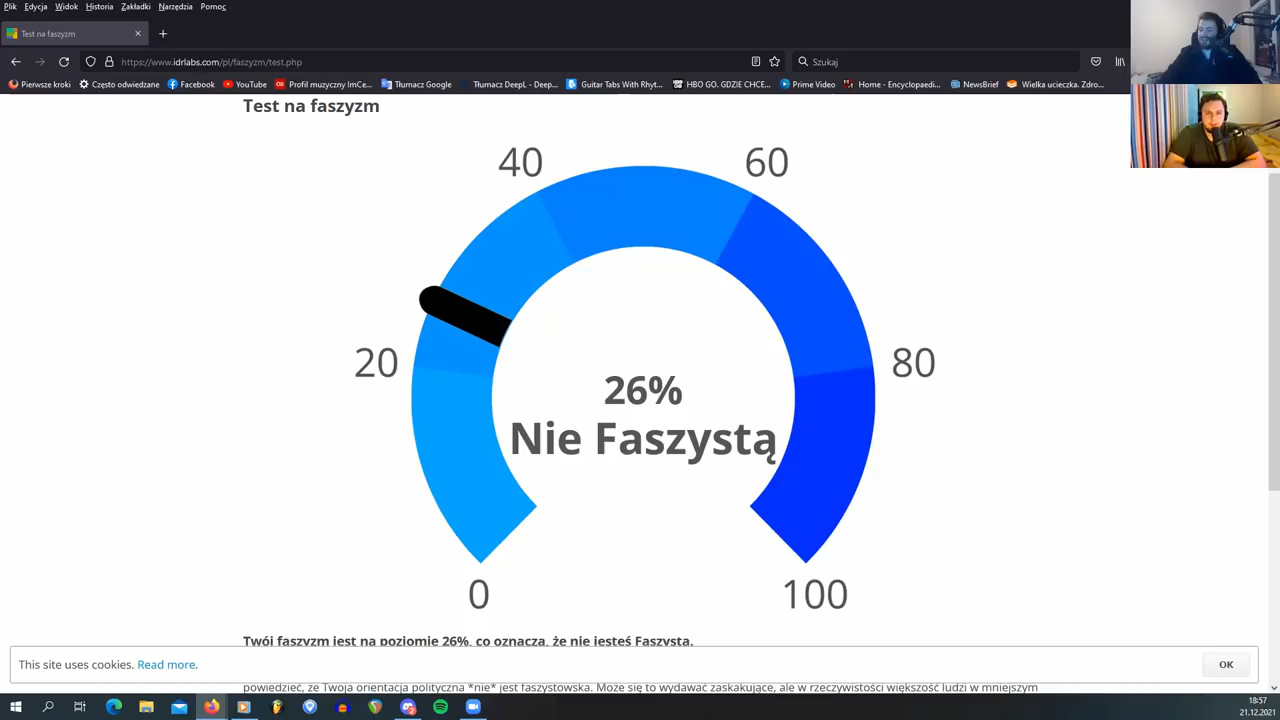 Plik Edycja Widok Historia Zakładki Narzędzia Pomoc
Test na faszyzm
https://www.idrlabs.com/pl/faszyzm/test.php
Szukaj
Pierwsze kroki Często odwiedzane Facebook YouTube Profil muzyczny ImCe... Tłumacz Google Tłumacz DeepL - Deep... Guitar Tabs With Rhyt... HBO GO. GDZIE CHCE... Prime Video Home - Encyclopaedi... NewsBrief Wielka ucieczka. Zdro...
Test na faszyzm
40 60
20 80
26%
Nie Faszystą
0 100
Twój faszyzm jest na poziomie 26%, co oznacza, że nie jesteś Faszystą.
This site uses cookies. Read more.
OK
powiedzieć, że Twoja orientacja polityczna *nie* jest faszystowska. Może się to wydawać zaskakujące, ale w rzeczywistości większość ludzi w mniejszym
18:57
21.12.2021